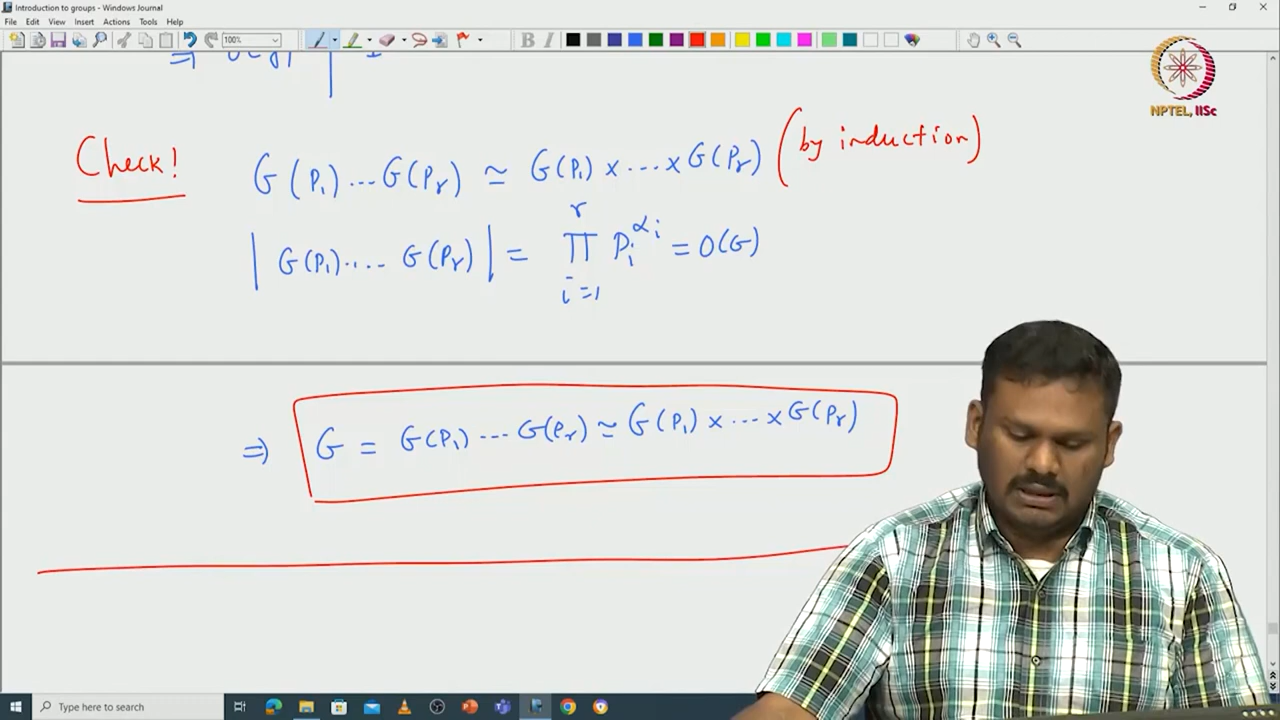 Introduction to groups - Windows Journal
File Edit View Insert Actions Tools Help
100%
NPTEL, IISc
Check! G(P₁)...G(Pᵣ) ≃ G(P₁) × ... × G(Pᵣ) (by induction)
|G(P₁)....G(Pᵣ)| = ∏ᵢ₌₁ʳ Pᵢ^αᵢ = O(G)
⇒ G = G(P₁)...G(Pᵣ) ≃ G(P₁) × ... × G(Pᵣ)
Type here to search